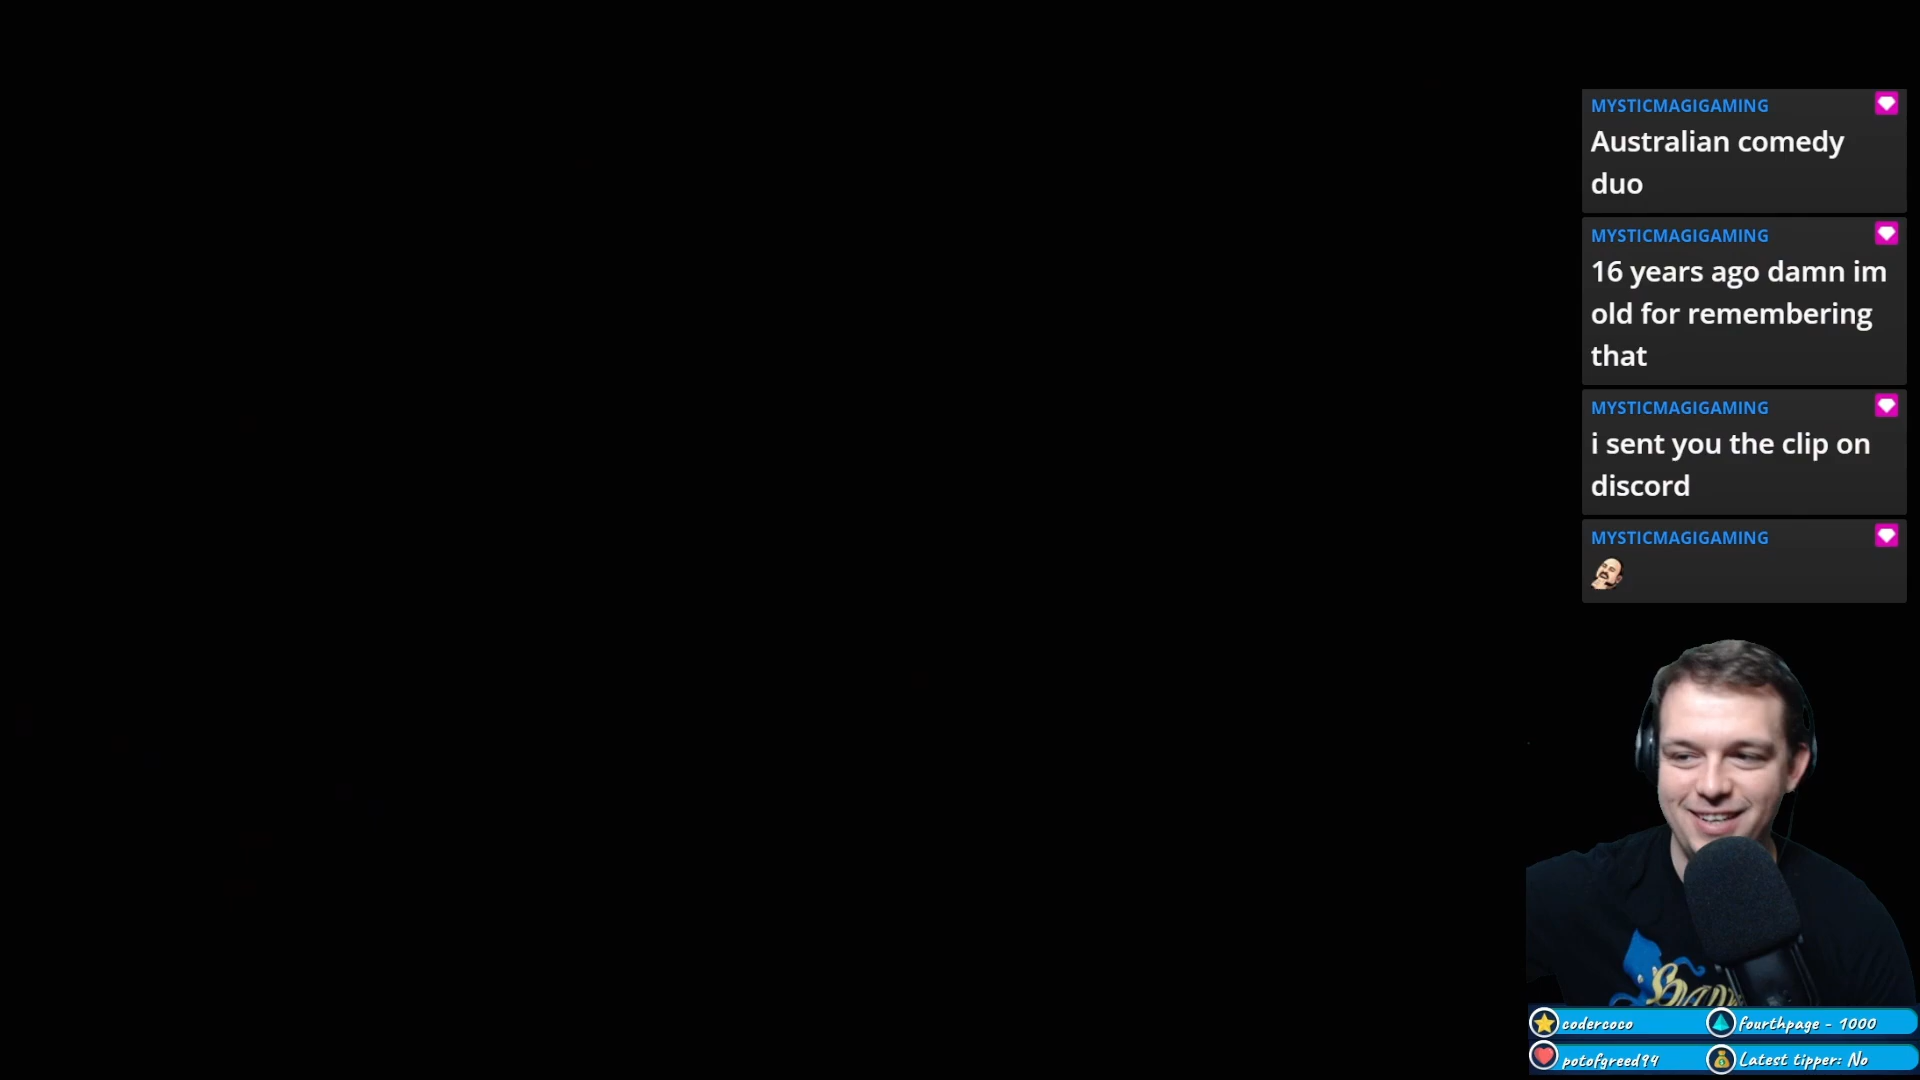 MYSTICMAGIGAMING
Australian comedy
duo
MYSTICMAGIGAMING
16 years ago damn im
old for remembering
that
MYSTICMAGIGAMING
i sent you the clip on
discord
MYSTICMAGIGAMING
codercoco
fourthpage - 1000
potofgreed94
Latest tipper: No